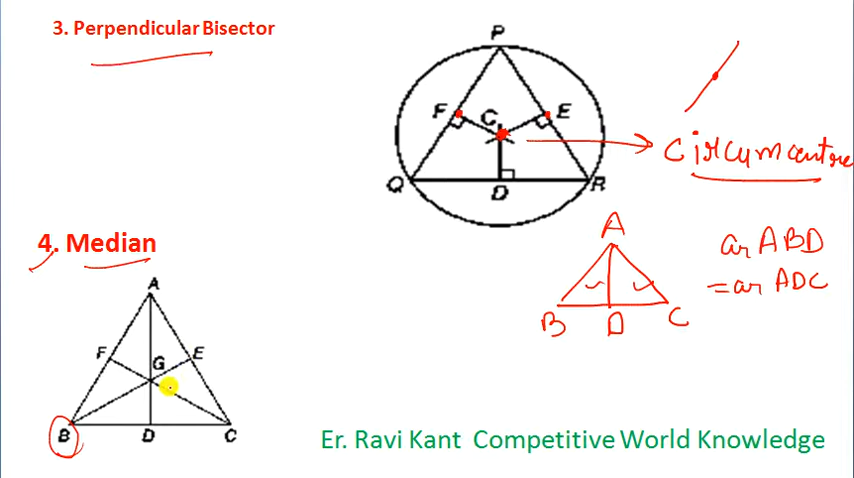 3. Perpendicular Bisector
P
F
C,
E
Circumcentre
Q
D
R
4. Median
A
ar ABD
= ar ADC
B
D
C
A
F
G
E
B
D
C
Er. Ravi Kant Competitive World Knowledge